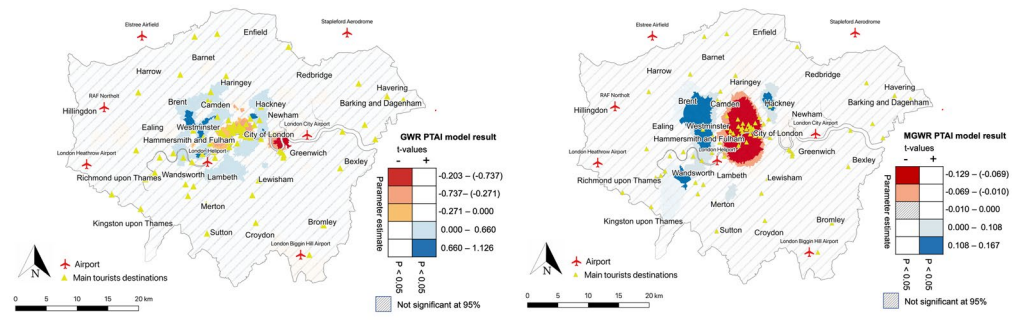 Elstree Airfield
Stapleford Aerodrome
Enfield
Barnet
Harrow
Haringey
Redbridge
Havering
RAF Northolt
Brent
Camden
Hackney
Barking and Dagenham
Hillingdon
Newham
Ealing
Westminster
London City Airport
City of London
Hammersmith and Fulham
London Heathrow Airport
London Heliport
Greenwich
Bexley
Richmond upon Thames
Wandsworth
Lambeth
Lewisham
Merton
Kingston upon Thames
Bromley
Sutton
Croydon
London Biggin Hill Airport
GWR PTAI model result
t-values
- +
Parameter estimate
-0.203 – (-0.737)
-0.737– (-0.271)
-0.271 - 0.000
0.000 – 0.660
0.660 - 1.126
P < 0.05
P < 0.05
Not significant at 95%
N
Airport
Main tourists destinations
0 5 10 15 20 km
Elstree Airfield
Stapleford Aerodrome
Enfield
Barnet
Harrow
Haringey
Redbridge
Havering
RAF Northolt
Brent
Camden
Hackney
Barking and Dagenham
Hillingdon
Newham
Ealing
Westminster
London City Airport
City of London
Hammersmith and Fulham
London Heathrow Airport
London Heliport
Greenwich
Bexley
Richmond upon Thames
Wandsworth
Lambeth
Lewisham
Merton
Kingston upon Thames
Bromley
Sutton
Croydon
London Biggin Hill Airport
MGWR PTAI model result
t-values
- +
Parameter estimate
-0.129 – (-0.069)
-0.069 – (-0.010)
-0.010 – 0.000
0.000 – 0.108
0.108 - 0.167
P < 0.05
P < 0.05
Not significant at 95%
N
Airport
Main tourists destinations
0 5 10 15 20 km